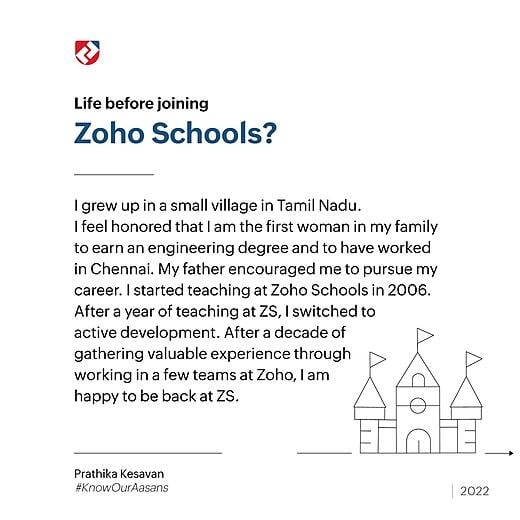 Life before joining
Zoho Schools?
I grew up in a small village in Tamil Nadu.
I feel honored that I am the first woman in my family
to earn an engineering degree and to have worked
in Chennai. My father encouraged me to pursue my
career. I started teaching at Zoho Schools in 2006.
After a year of teaching at ZS, I switched to
active development. After a decade of
gathering valuable experience through
working in a few teams at Zoho, I am
happy to be back at ZS.
Prathika Kesavan
#KnowOurAasans
2022